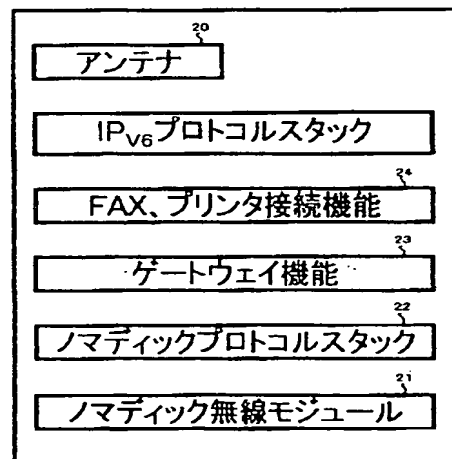 20
アンテナ
IPV6プロトコルスタック
24
FAX、プリンタ接続機能
23
ゲートウェイ機能
22
ノマディックプロトコルスタック
21
ノマディック無線モジュール